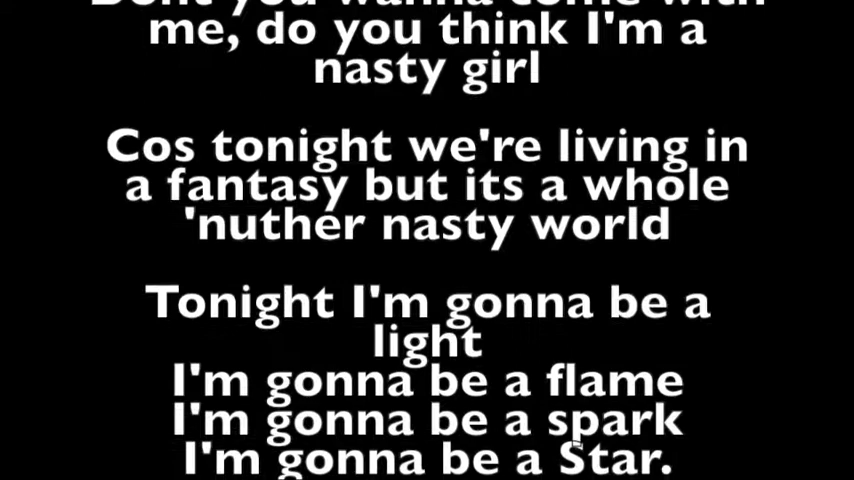 Dont you wanna come with
me, do you think I'm a
nasty girl
Cos tonight we're living in
a fantasy but its a whole
'nuther nasty world
Tonight I'm gonna be a
light
I'm gonna be a flame
I'm gonna be a spark
I'm gonna be a Star.